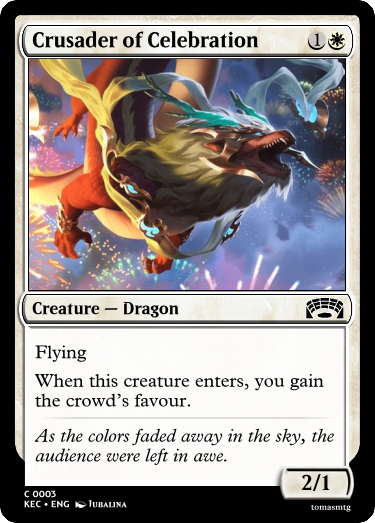 Crusader of Celebration 1
Creature — Dragon
Flying
When this creature enters, you gain
the crowd's favour.
As the colors faded away in the sky, the
audience were left in awe.
2/1
C 0003
KEC • ENG Jubalina
tomasmtg